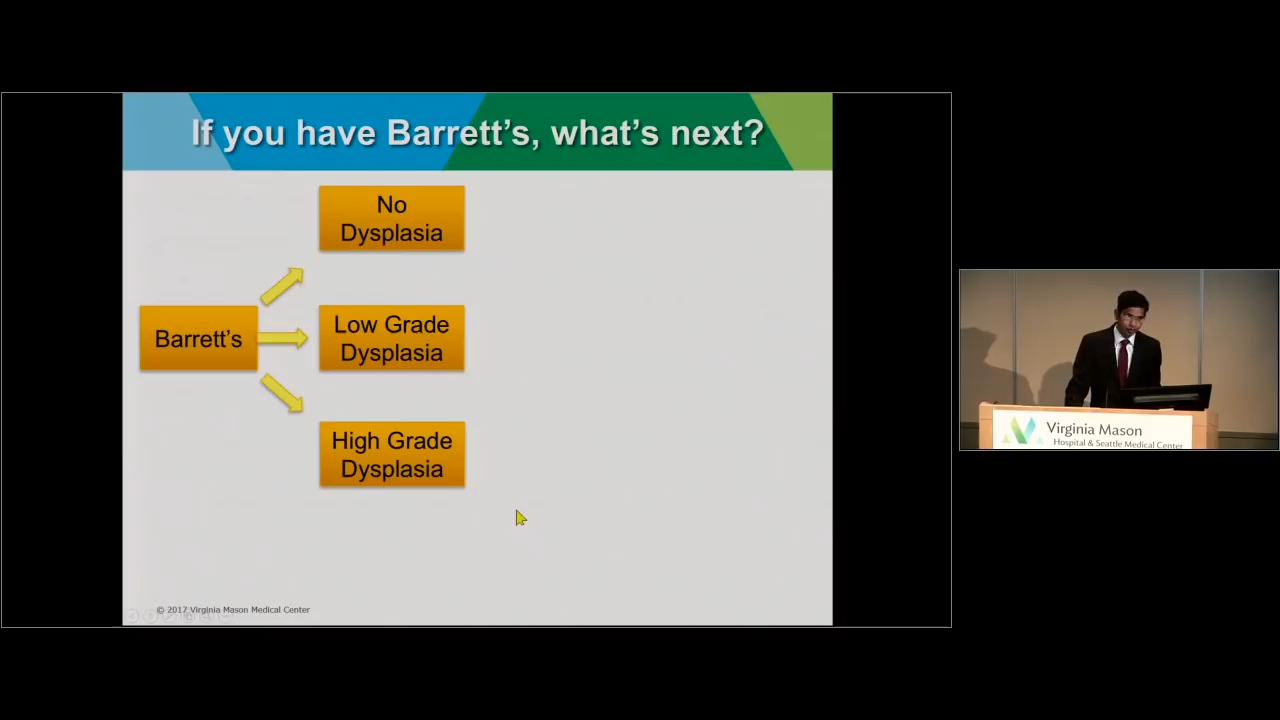 If you have Barrett’s, what’s next?
No
Dysplasia
Barrett’s
Low Grade
Dysplasia
High Grade
Dysplasia
© 2017 Virginia Mason Medical Center
Virginia Mason
Hospital & Seattle Medical Center